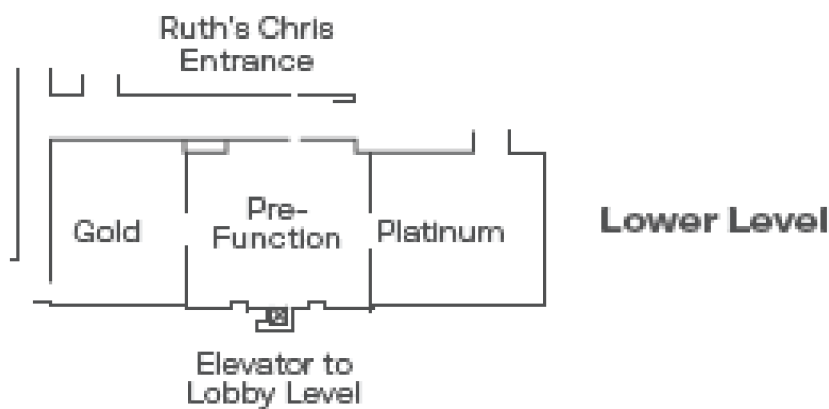 Ruth's Chris
Entrance
Gold
Pre-
Function
Platinum
Lower Level
Elevator to
Lobby Level